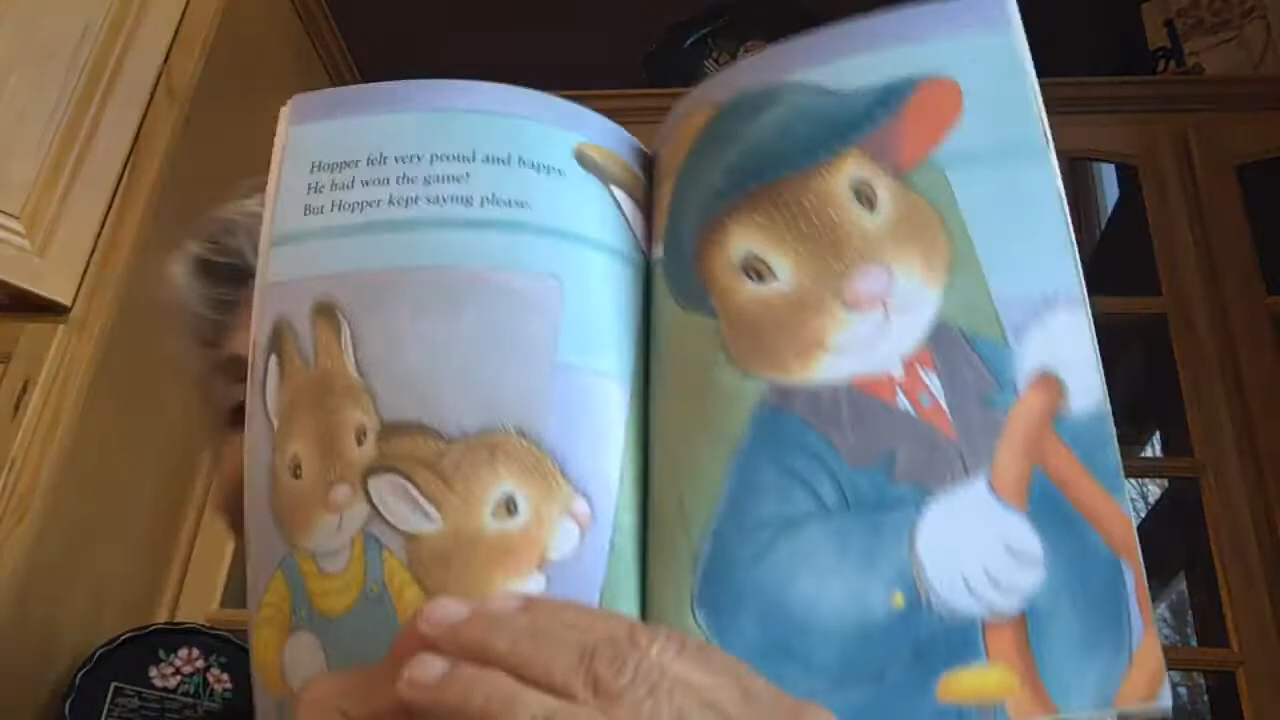 Hopper felt very proud and happy.
He had won the game!
But Hopper kept saying please.